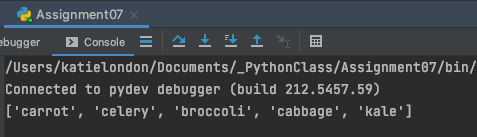 Assignment07
ebugger
Console
/Users/katielondon/Documents/_PythonClass/Assignment07/bin/
Connected to pydev debugger (build 212.5457.59)
['carrot', 'celery', 'broccoli', 'cabbage', 'kale']